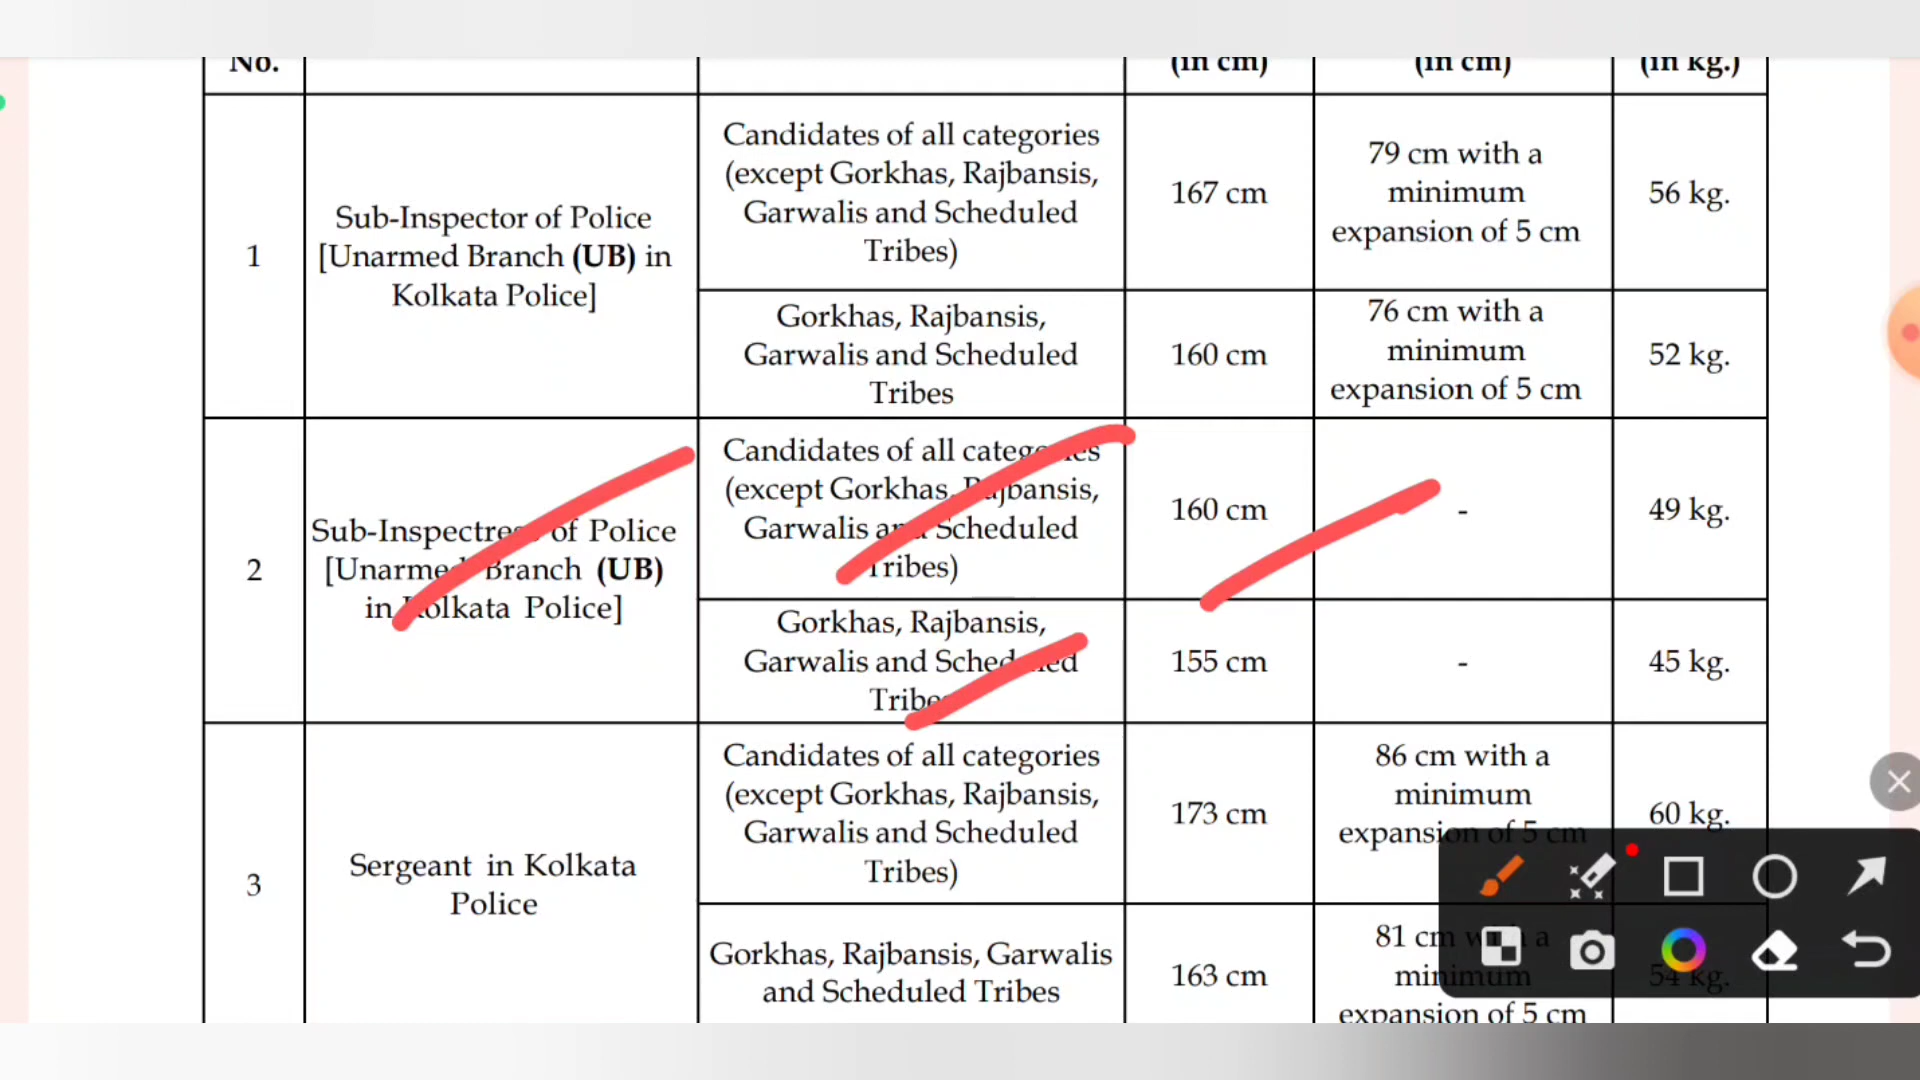 No.
(in cm)
(in cm)
(in kg.)
1
Sub-Inspector of Police
[Unarmed Branch (UB) in
Kolkata Police]
Candidates of all categories
(except Gorkhas, Rajbansis,
Garwalis and Scheduled
Tribes)
167 cm
79 cm with a
minimum
expansion of 5 cm
56 kg.
Gorkhas, Rajbansis,
Garwalis and Scheduled
Tribes
160 cm
76 cm with a
minimum
expansion of 5 cm
52 kg.
2
Sub-Inspectress of Police
[Unarmed Branch (UB)
in Kolkata Police]
Candidates of all categories
(except Gorkhas, Rajbansis,
Garwalis and Scheduled
Tribes)
160 cm
-
49 kg.
Gorkhas, Rajbansis,
Garwalis and Scheduled
Tribes
155 cm
-
45 kg.
3
Sergeant in Kolkata
Police
Candidates of all categories
(except Gorkhas, Rajbansis,
Garwalis and Scheduled
Tribes)
173 cm
86 cm with a
minimum
expansion of 5 cm
60 kg.
Gorkhas, Rajbansis, Garwalis
and Scheduled Tribes
163 cm
81 cm with a
minimum
expansion of 5 cm
54 kg.